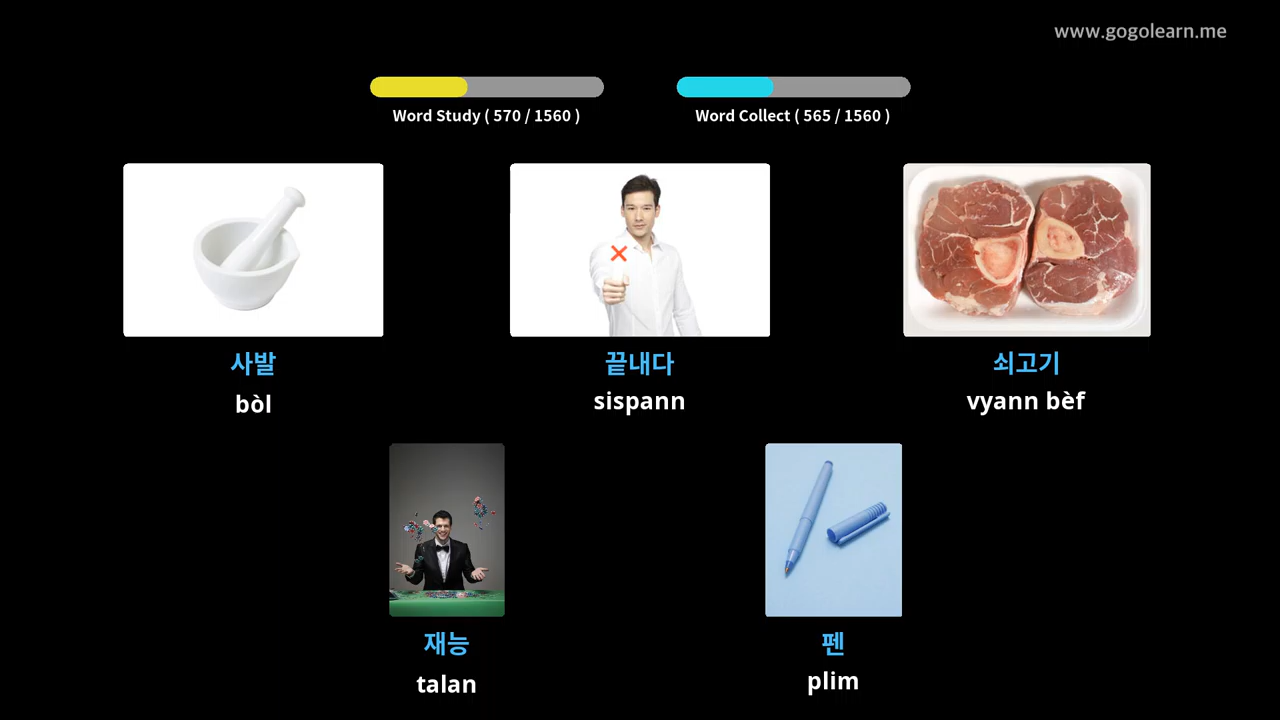 www.gogolearn.me
Word Study ( 570 / 1560 )
Word Collect ( 565 / 1560 )
사발
bòl
끝내다
sispann
쇠고기
vyann bèf
재능
talan
펜
plim